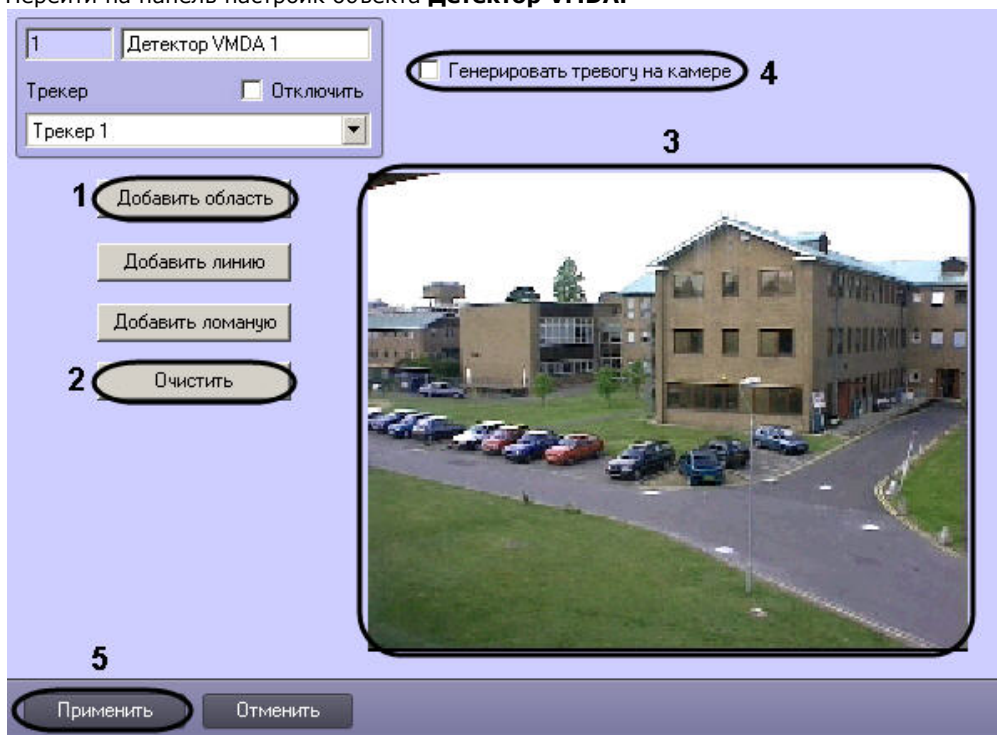 Перейти на панель настроик объекта Детектор VMDA.
1
Детектор VMDA 1
Трекер
Отключить
Трекер 1
Генерировать тревогу на камере
4
3
1
Добавить область
Добавить линию
Добавить ломаную
2
Очистить
5
Применить
Отменить